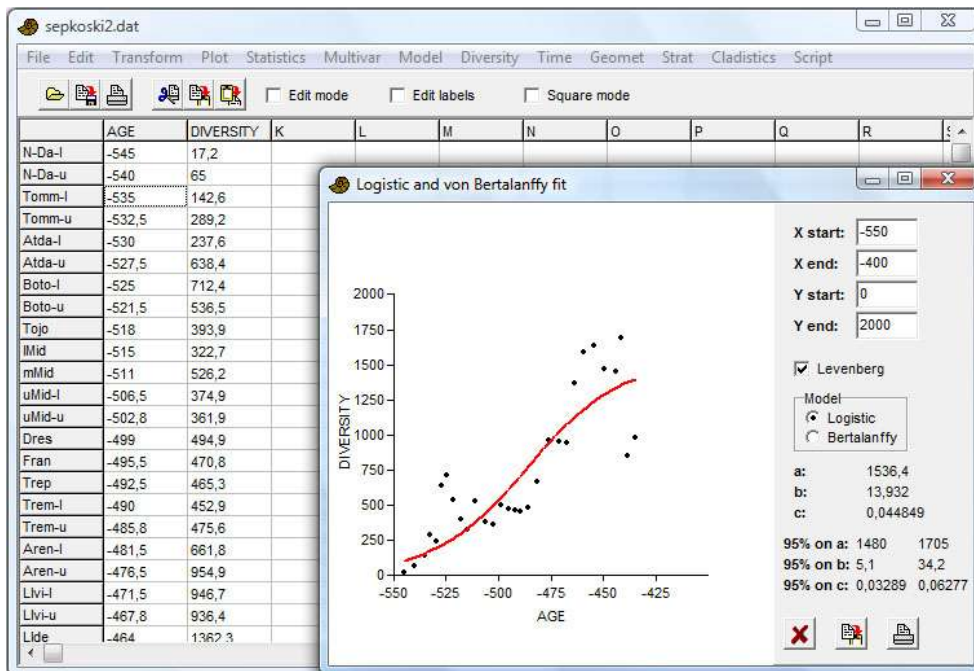 sepkoski2.dat
File Edit Transform Plot Statistics Multivar Model Diversity Time Geomet Strat Cladistics Script
Edit mode Edit labels Square mode
AGE DIVERSITY K L M N O P Q R S
N-Da-l -545 17,2
N-Da-u -540 65
Tomm-l -535 142,6
Tomm-u -532,5 289,2
Atda-l -530 237,6
Atda-u -527,5 638,4
Boto-l -525 712,4
Boto-u -521,5 536,5
Tojo -518 393,9
lMid -515 322,7
mMid -511 526,2
uMid-l -506,5 374,9
uMid-u -502,8 361,9
Dres -499 494,9
Fran -495,5 470,8
Trep -492,5 465,3
Trem-l -490 452,9
Trem-u -485,8 475,6
Aren-l -481,5 661,8
Aren-u -476,5 954,9
Llvi-l -471,5 946,7
Llvi-u -467,8 936,4
Llde -464 1362,3
Logistic and von Bertalanffy fit
2000
1750
1500
1250
1000
750
500
250
0
DIVERSITY
-550 -525 -500 -475 -450 -425
AGE
X start: -550
X end: -400
Y start: 0
Y end: 2000
Levenberg
Model
Logistic
Bertalanffy
a: 1536,4
b: 13,932
c: 0,044849
95% on a: 1480 1705
95% on b: 5,1 34,2
95% on c: 0,03289 0,06277